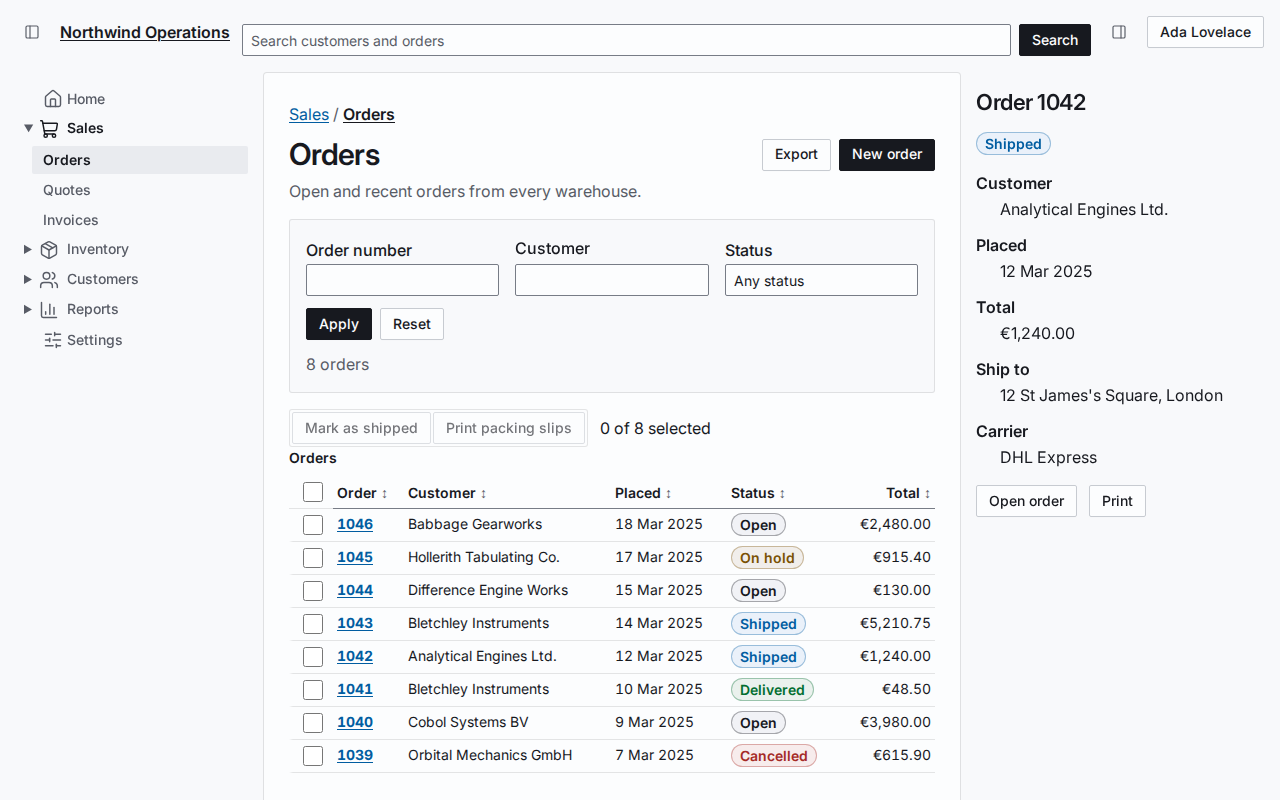 Northwind Operations
Search customers and orders
Search
Ada Lovelace
Home
Sales
Orders
Quotes
Invoices
Inventory
Customers
Reports
Settings
Sales / Orders
Orders
Export
New order
Open and recent orders from every warehouse.
Order number
Customer
Status
Any status
Apply
Reset
8 orders
Mark as shipped
Print packing slips
0 of 8 selected
Orders
Order ↕ Customer ↕ Placed ↕ Status ↕ Total ↕
1046 Babbage Gearworks 18 Mar 2025 Open €2,480.00
1045 Hollerith Tabulating Co. 17 Mar 2025 On hold €915.40
1044 Difference Engine Works 15 Mar 2025 Open €130.00
1043 Bletchley Instruments 14 Mar 2025 Shipped €5,210.75
1042 Analytical Engines Ltd. 12 Mar 2025 Shipped €1,240.00
1041 Bletchley Instruments 10 Mar 2025 Delivered €48.50
1040 Cobol Systems BV 9 Mar 2025 Open €3,980.00
1039 Orbital Mechanics GmbH 7 Mar 2025 Cancelled €615.90
Order 1042
Shipped
Customer
Analytical Engines Ltd.
Placed
12 Mar 2025
Total
€1,240.00
Ship to
12 St James's Square, London
Carrier
DHL Express
Open order
Print